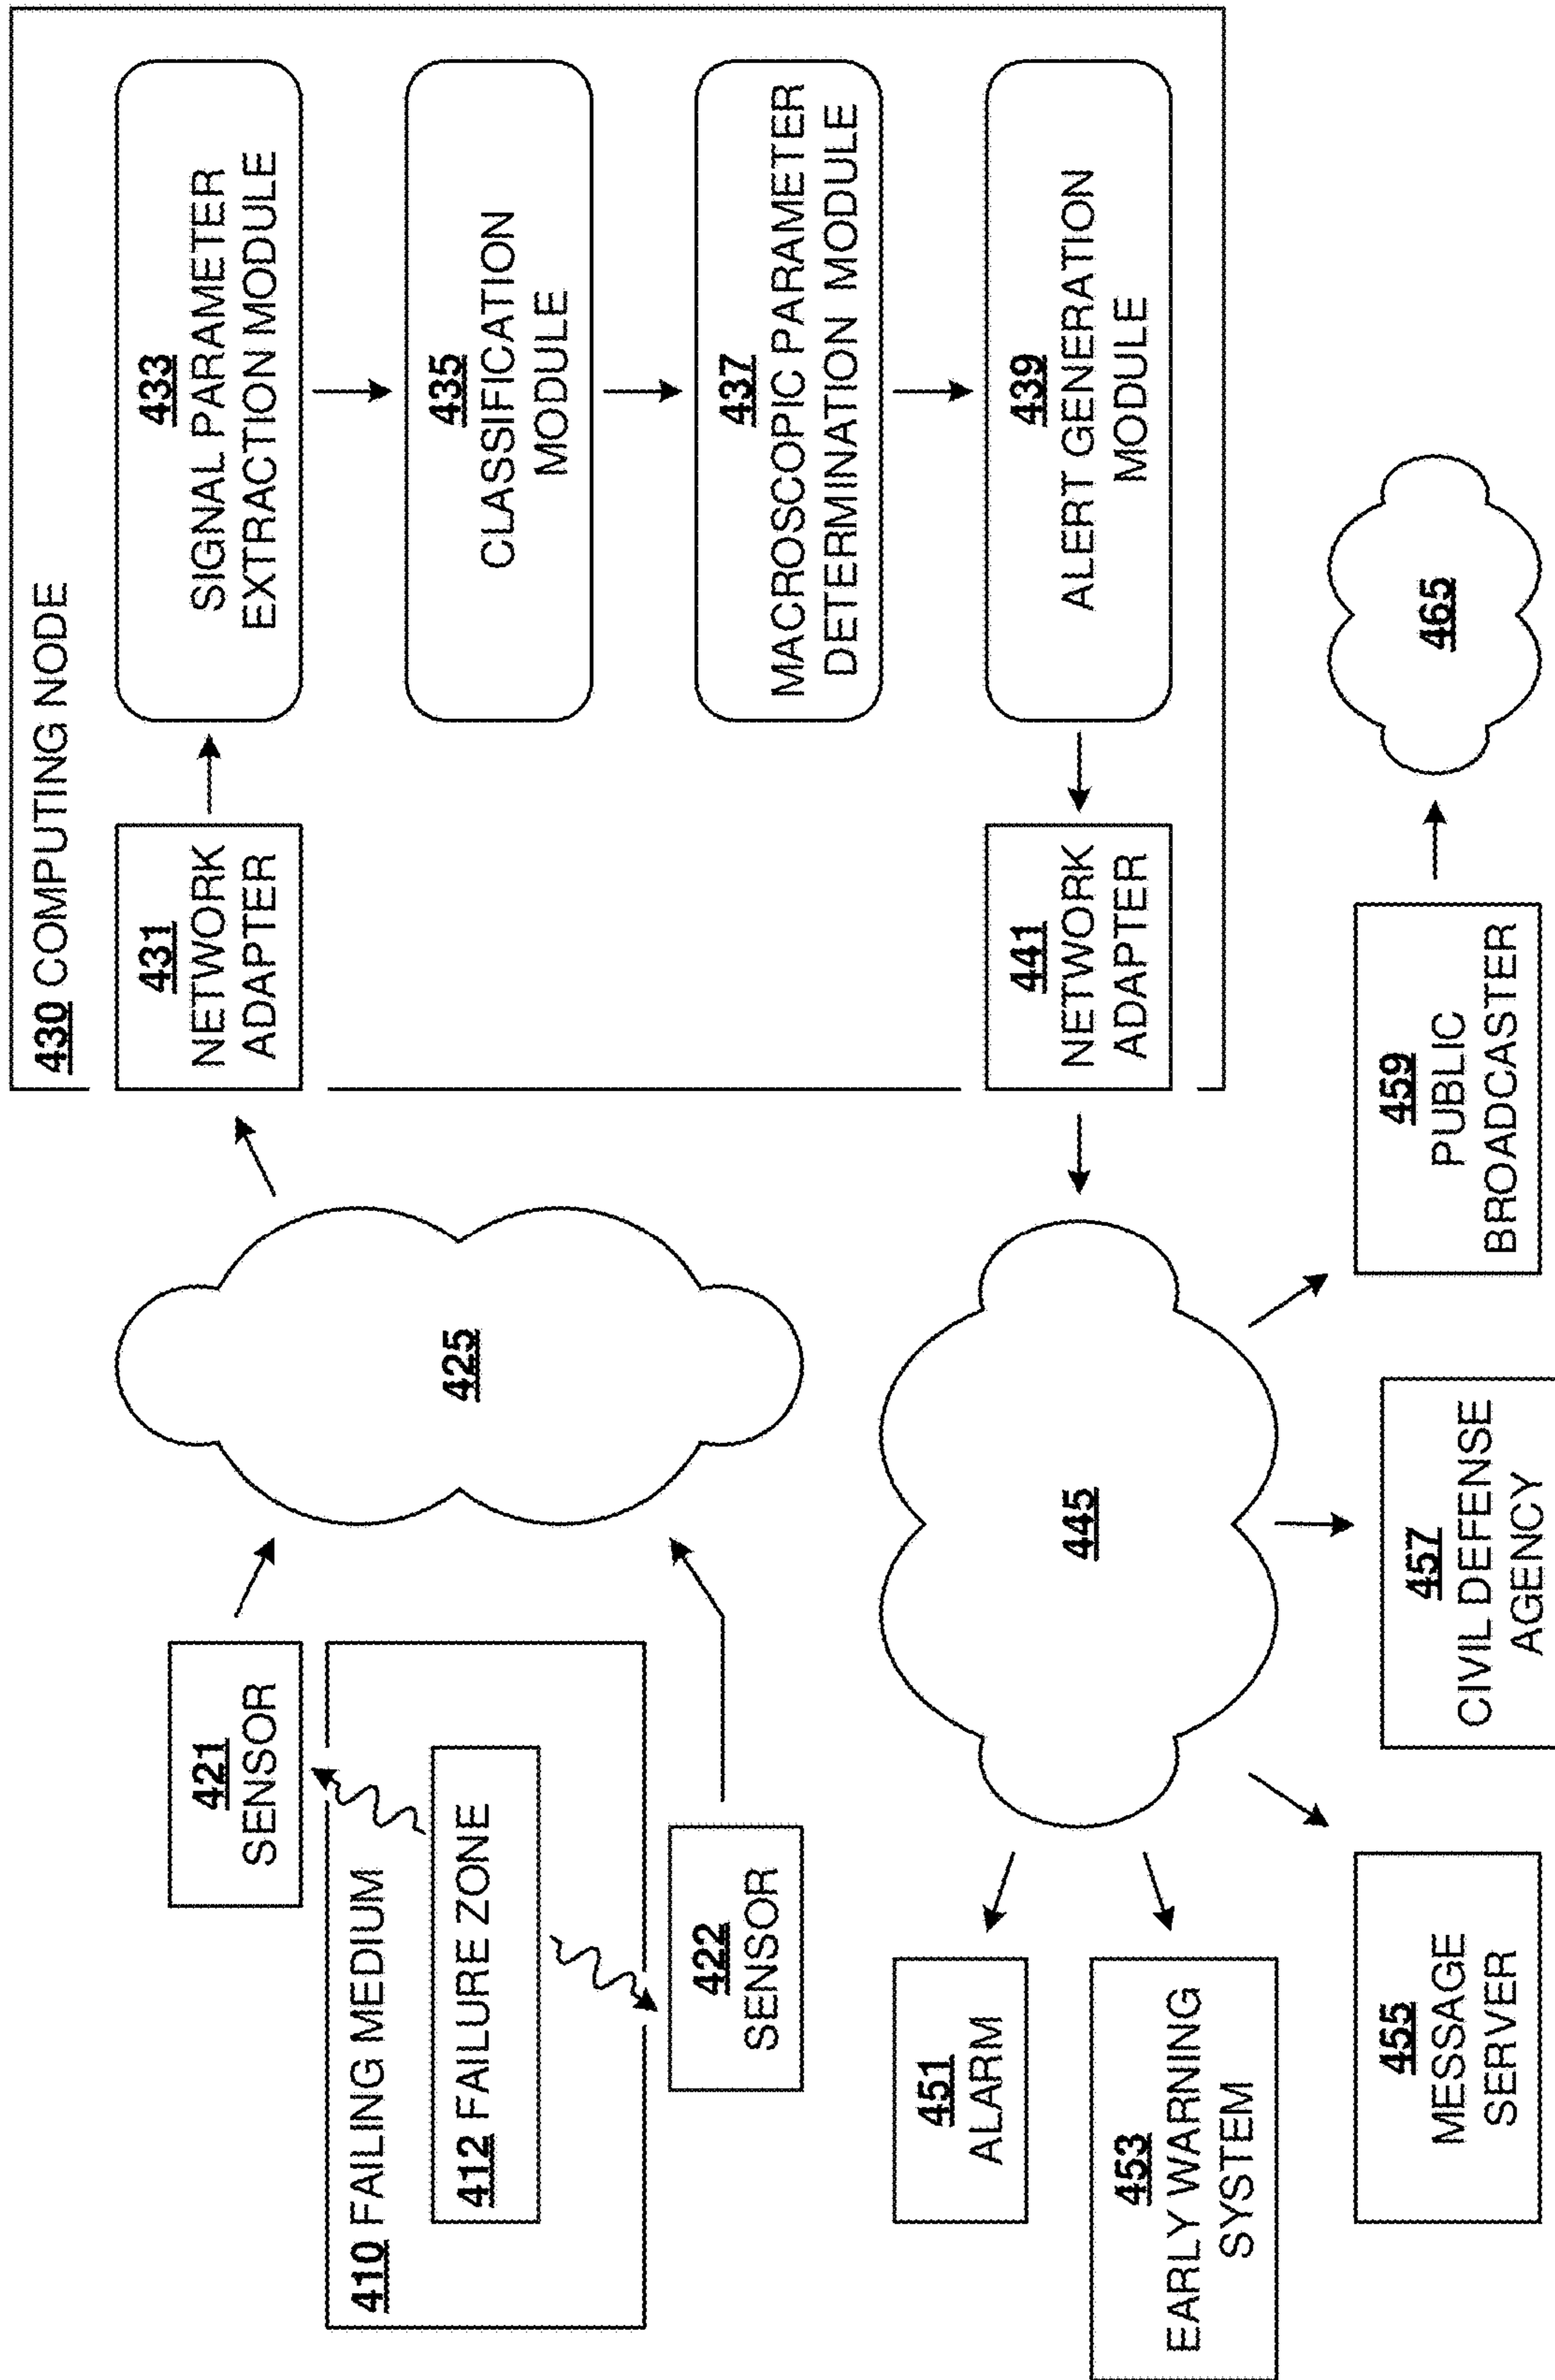 430 COMPUTING NODE
431
NETWORK
ADAPTER
433
SIGNAL PARAMETER
EXTRACTION MODULE
435
CLASSIFICATION
MODULE
437
MACROSCOPIC PARAMETER
DETERMINATION MODULE
439
ALERT GENERATION
MODULE
441
NETWORK
ADAPTER
421
SENSOR
410 FAILING MEDIUM
412 FAILURE ZONE
422
SENSOR
425
445
451
ALARM
453
EARLY WARNING
SYSTEM
455
MESSAGE
SERVER
457
CIVIL DEFENSE
AGENCY
459
PUBLIC
BROADCASTER
465